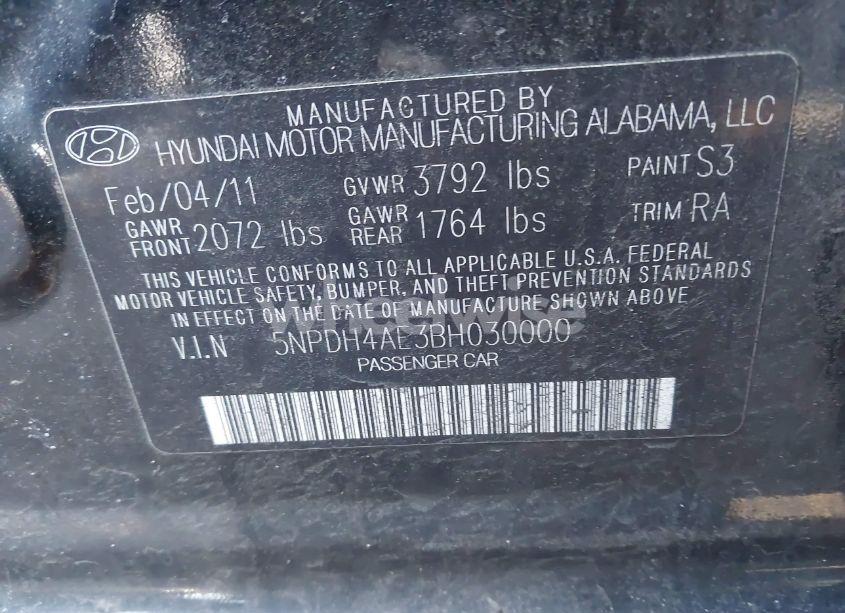 MANUFACTURED BY
HYUNDAI MOTOR MANUFACTURING ALABAMA, LLC
Feb/04/11 GVWR 3792 lbs PAINT S3
GAWR FRONT 2072 lbs GAWR REAR 1764 lbs TRIM RA
THIS VEHICLE CONFORMS TO ALL APPLICABLE U.S.A. FEDERAL
MOTOR VEHICLE SAFETY, BUMPER, AND THEFT PREVENTION STANDARDS
IN EFFECT ON THE DATE OF MANUFACTURE SHOWN ABOVE
wheelwise
V.I.N 5NPDH4AE3BH030000
PASSENGER CAR